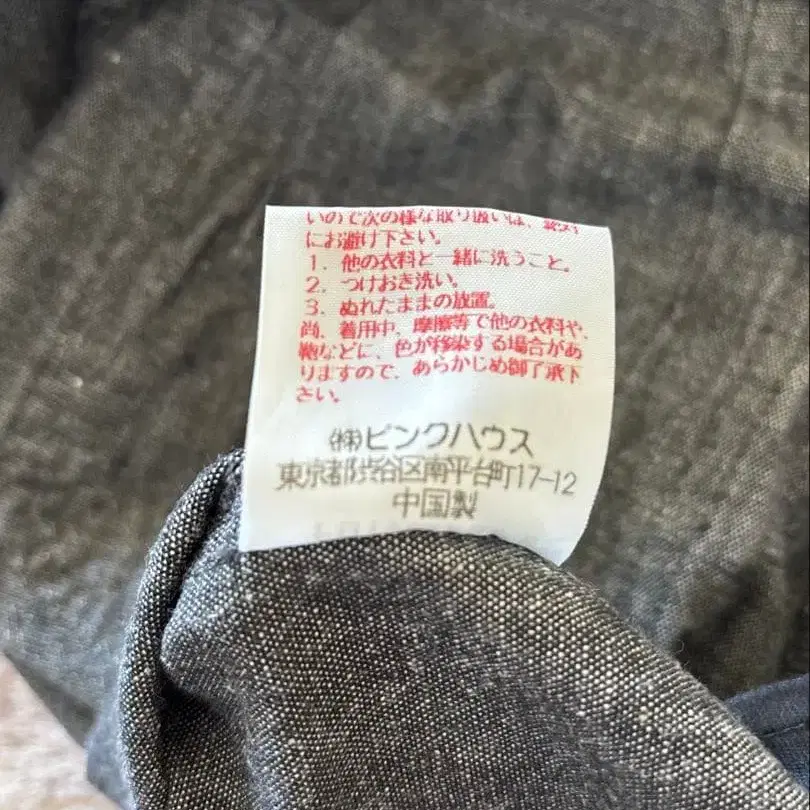 いので次の様な取り扱いは、絶対
にお避け下さい。
1. 他の衣料と一緒に洗うこと。
2. つけおき洗い。
3. ぬれたままの放置。
尚、着用中、摩擦等で他の衣料や、
鞄などに、色が移染する場合があ
りますので、あらかじめ御了承下
さい。
㈱ピンクハウス
東京都渋谷区南平台町17-12
中国製